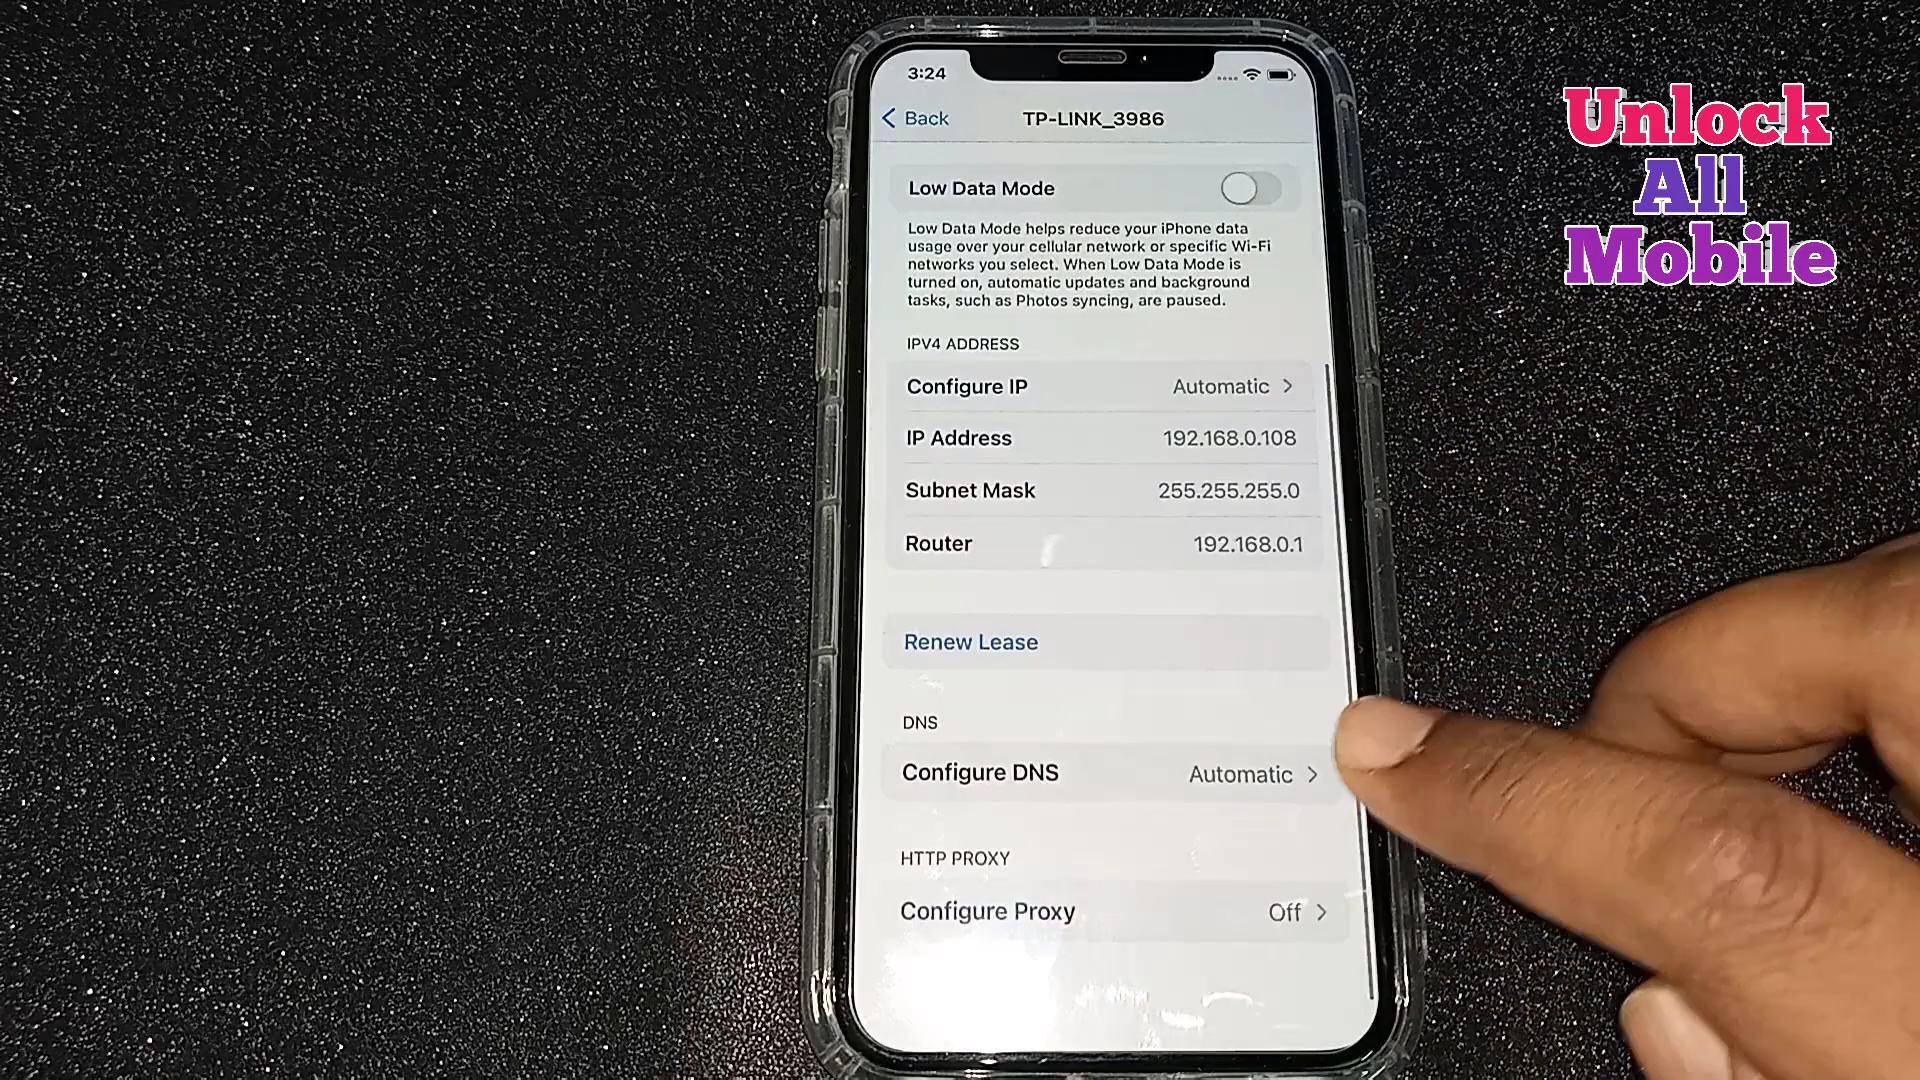 3:24
Back
TP-LINK_3986
Low Data Mode
Low Data Mode helps reduce your iPhone data
usage over your cellular network or specific Wi-Fi
networks you select. When Low Data Mode is
turned on, automatic updates and background
tasks, such as Photos syncing, are paused.
IPV4 ADDRESS
Configure IP Automatic
IP Address 192.168.0.108
Subnet Mask 255.255.255.0
Router 192.168.0.1
Renew Lease
DNS
Configure DNS Automatic
HTTP PROXY
Configure Proxy Off
Unlock
All
Mobile